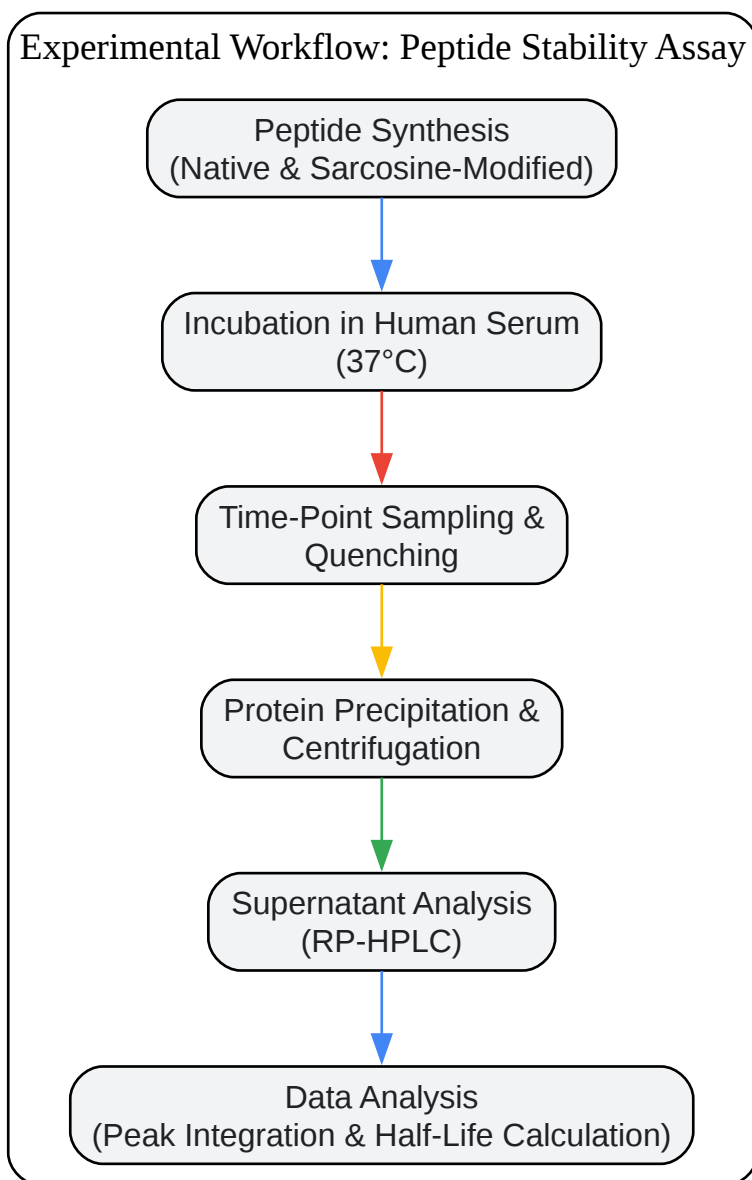 Experimental Workflow: Peptide Stability Assay
Peptide Synthesis
(Native & Sarcosine-Modified)
Incubation in Human Serum
(37°C)
Time-Point Sampling &
Quenching
Protein Precipitation &
Centrifugation
Supernatant Analysis
(RP-HPLC)
Data Analysis
(Peak Integration & Half-Life Calculation)